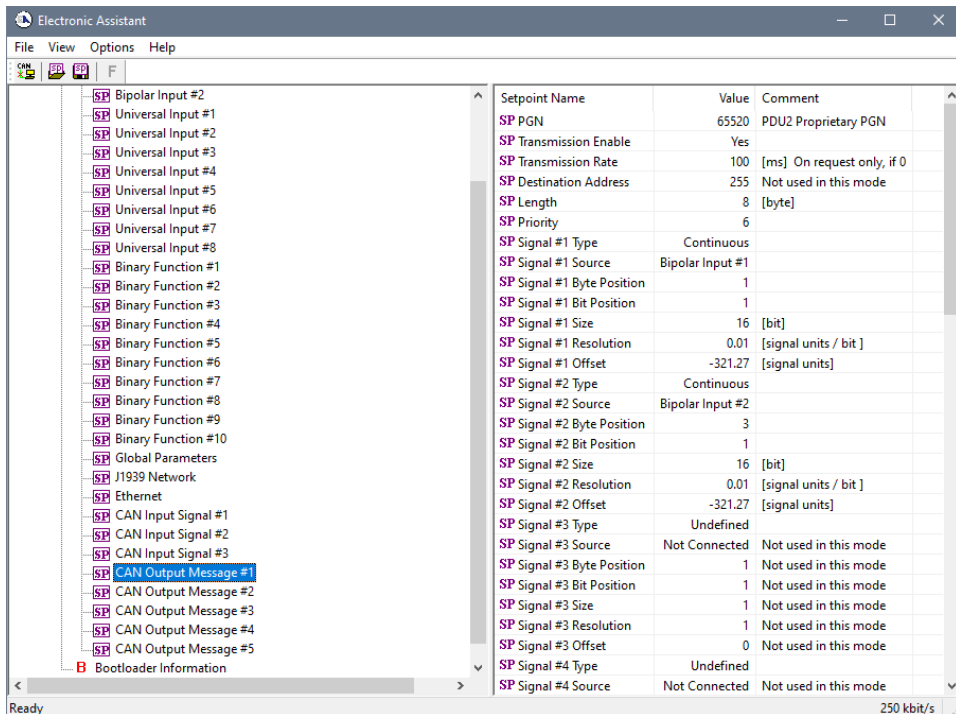 Electronic Assistant
File View Options Help
CAN SP SP F
SP Bipolar Input #2
SP Universal Input #1
SP Universal Input #2
SP Universal Input #3
SP Universal Input #4
SP Universal Input #5
SP Universal Input #6
SP Universal Input #7
SP Universal Input #8
SP Binary Function #1
SP Binary Function #2
SP Binary Function #3
SP Binary Function #4
SP Binary Function #5
SP Binary Function #6
SP Binary Function #7
SP Binary Function #8
SP Binary Function #9
SP Binary Function #10
SP Global Parameters
SP J1939 Network
SP Ethernet
SP CAN Input Signal #1
SP CAN Input Signal #2
SP CAN Input Signal #3
SP CAN Output Message #1
SP CAN Output Message #2
SP CAN Output Message #3
SP CAN Output Message #4
SP CAN Output Message #5
B Bootloader Information
Setpoint Name Value Comment
SP PGN 65520 PDU2 Proprietary PGN
SP Transmission Enable Yes
SP Transmission Rate 100 [ms] On request only, if 0
SP Destination Address 255 Not used in this mode
SP Length 8 [byte]
SP Priority 6
SP Signal #1 Type Continuous
SP Signal #1 Source Bipolar Input #1
SP Signal #1 Byte Position 1
SP Signal #1 Bit Position 1
SP Signal #1 Size 16 [bit]
SP Signal #1 Resolution 0.01 [signal units / bit ]
SP Signal #1 Offset -321.27 [signal units]
SP Signal #2 Type Continuous
SP Signal #2 Source Bipolar Input #2
SP Signal #2 Byte Position 3
SP Signal #2 Bit Position 1
SP Signal #2 Size 16 [bit]
SP Signal #2 Resolution 0.01 [signal units / bit ]
SP Signal #2 Offset -321.27 [signal units]
SP Signal #3 Type Undefined
SP Signal #3 Source Not Connected Not used in this mode
SP Signal #3 Byte Position 1 Not used in this mode
SP Signal #3 Bit Position 1 Not used in this mode
SP Signal #3 Size 1 Not used in this mode
SP Signal #3 Resolution 1 Not used in this mode
SP Signal #3 Offset 0 Not used in this mode
SP Signal #4 Type Undefined
SP Signal #4 Source Not Connected Not used in this mode
Ready 250 kbit/s